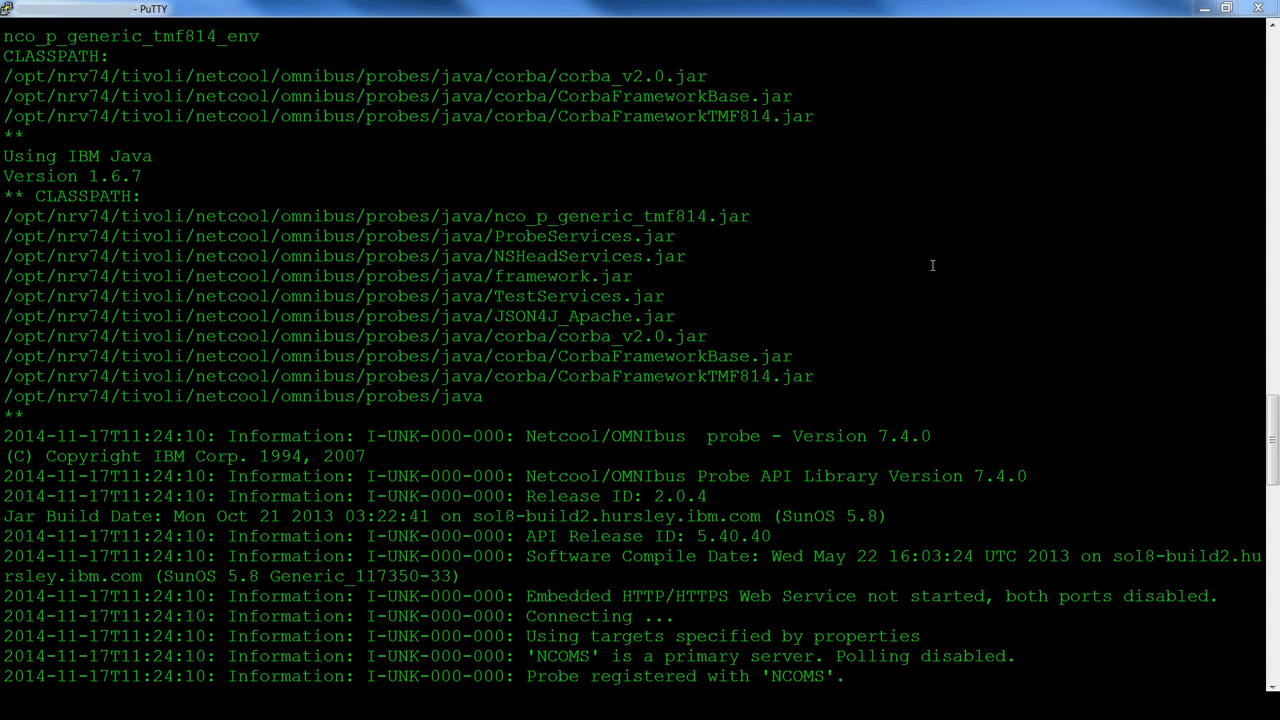 - PuTTY
nco_p_generic_tmf814_env
CLASSPATH:
/opt/nrv74/tivoli/netcool/omnibus/probes/java/corba/corba_v2.0.jar
/opt/nrv74/tivoli/netcool/omnibus/probes/java/corba/CorbaFrameworkBase.jar
/opt/nrv74/tivoli/netcool/omnibus/probes/java/corba/CorbaFrameworkTMF814.jar
**
Using IBM Java
Version 1.6.7
** CLASSPATH:
/opt/nrv74/tivoli/netcool/omnibus/probes/java/nco_p_generic_tmf814.jar
/opt/nrv74/tivoli/netcool/omnibus/probes/java/ProbeServices.jar
/opt/nrv74/tivoli/netcool/omnibus/probes/java/NSHeadServices.jar
/opt/nrv74/tivoli/netcool/omnibus/probes/java/framework.jar
/opt/nrv74/tivoli/netcool/omnibus/probes/java/TestServices.jar
/opt/nrv74/tivoli/netcool/omnibus/probes/java/JSON4J_Apache.jar
/opt/nrv74/tivoli/netcool/omnibus/probes/java/corba/corba_v2.0.jar
/opt/nrv74/tivoli/netcool/omnibus/probes/java/corba/CorbaFrameworkBase.jar
/opt/nrv74/tivoli/netcool/omnibus/probes/java/corba/CorbaFrameworkTMF814.jar
/opt/nrv74/tivoli/netcool/omnibus/probes/java
**
2014-11-17T11:24:10: Information: I-UNK-000-000: Netcool/OMNIbus  probe - Version 7.4.0
(C) Copyright IBM Corp. 1994, 2007
2014-11-17T11:24:10: Information: I-UNK-000-000: Netcool/OMNIbus Probe API Library Version 7.4.0
2014-11-17T11:24:10: Information: I-UNK-000-000: Release ID: 2.0.4
Jar Build Date: Mon Oct 21 2013 03:22:41 on sol8-build2.hursley.ibm.com (SunOS 5.8)
2014-11-17T11:24:10: Information: I-UNK-000-000: API Release ID: 5.40.40
2014-11-17T11:24:10: Information: I-UNK-000-000: Software Compile Date: Wed May 22 16:03:24 UTC 2013 on sol8-build2.hu
rsley.ibm.com (SunOS 5.8 Generic_117350-33)
2014-11-17T11:24:10: Information: I-UNK-000-000: Embedded HTTP/HTTPS Web Service not started, both ports disabled.
2014-11-17T11:24:10: Information: I-UNK-000-000: Connecting ...
2014-11-17T11:24:10: Information: I-UNK-000-000: Using targets specified by properties
2014-11-17T11:24:10: Information: I-UNK-000-000: 'NCOMS' is a primary server. Polling disabled.
2014-11-17T11:24:10: Information: I-UNK-000-000: Probe registered with 'NCOMS'.